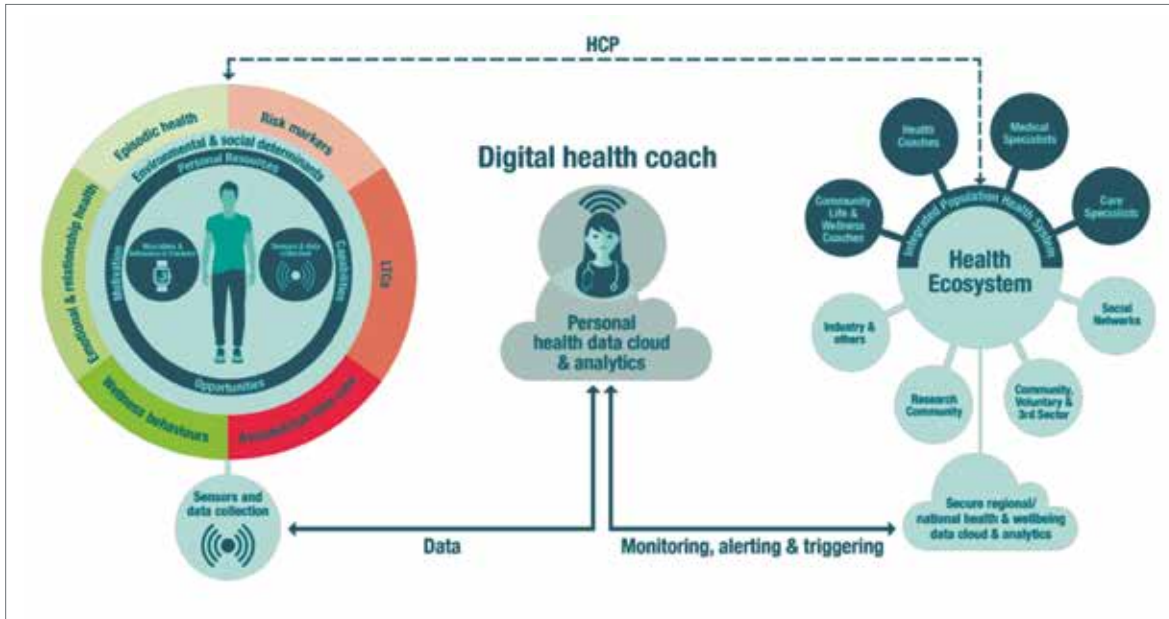 HCP
Episodic health
Risk markers
Environmental & social determinants
Personal Resources
Emotional & relationship health
Motivation
Capabilities
LTCs
Sensors & data
collection
Opportunities
Wellness behaviours
Sensors and
data collection
Digital health coach
Personal
health data cloud
& analytics
Data
Monitoring, alerting & triggering
Health
Coaches
Medical
Specialists
Community
Life &
Wellness
Coaches
Care
Specialists
Integrated Population Health System
Health
Ecosystem
Industry &
others
Social
Networks
Research
Community
Community,
Voluntary &
3rd Sector
Secure regional/
national health & wellbeing
data cloud & analytics